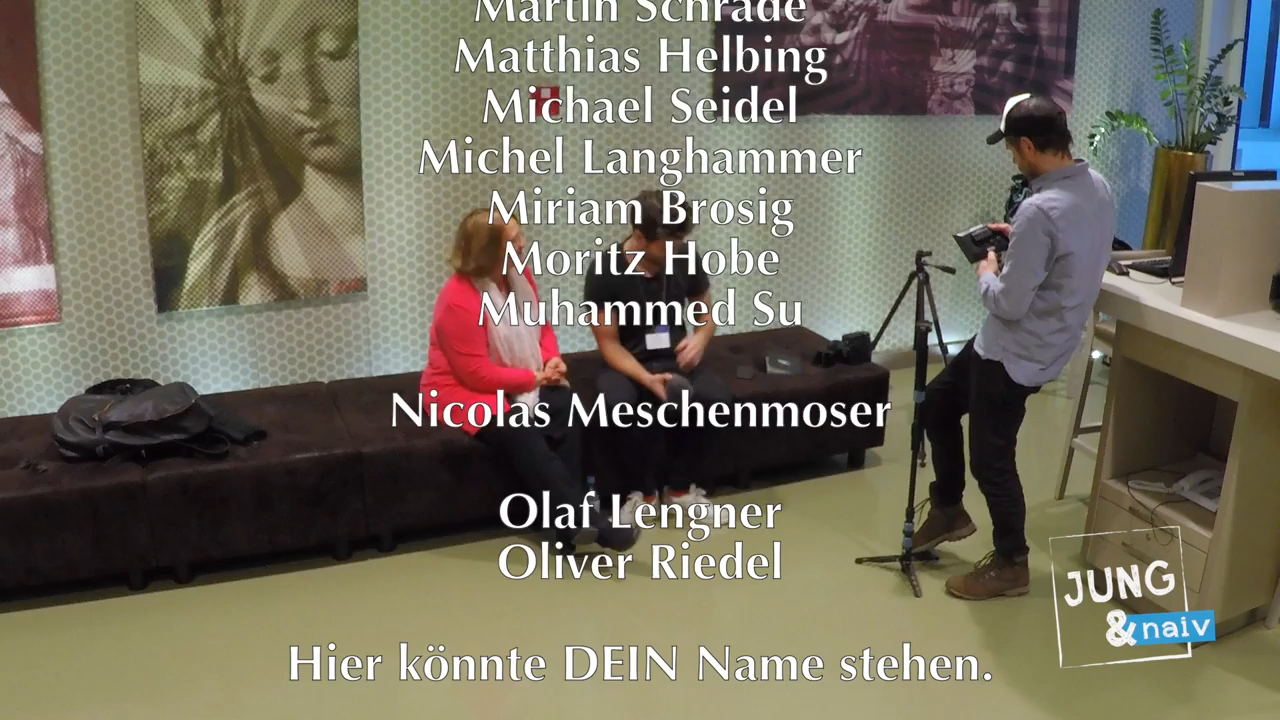 Martin Schrade
Matthias Helbing
Michael Seidel
Michel Langhammer
Miriam Brosig
Moritz Hobe
Muhammed Su
Nicolas Meschenmoser
Olaf Lengner
Oliver Riedel
Hier könnte DEIN Name stehen.
JUNG
& naiv